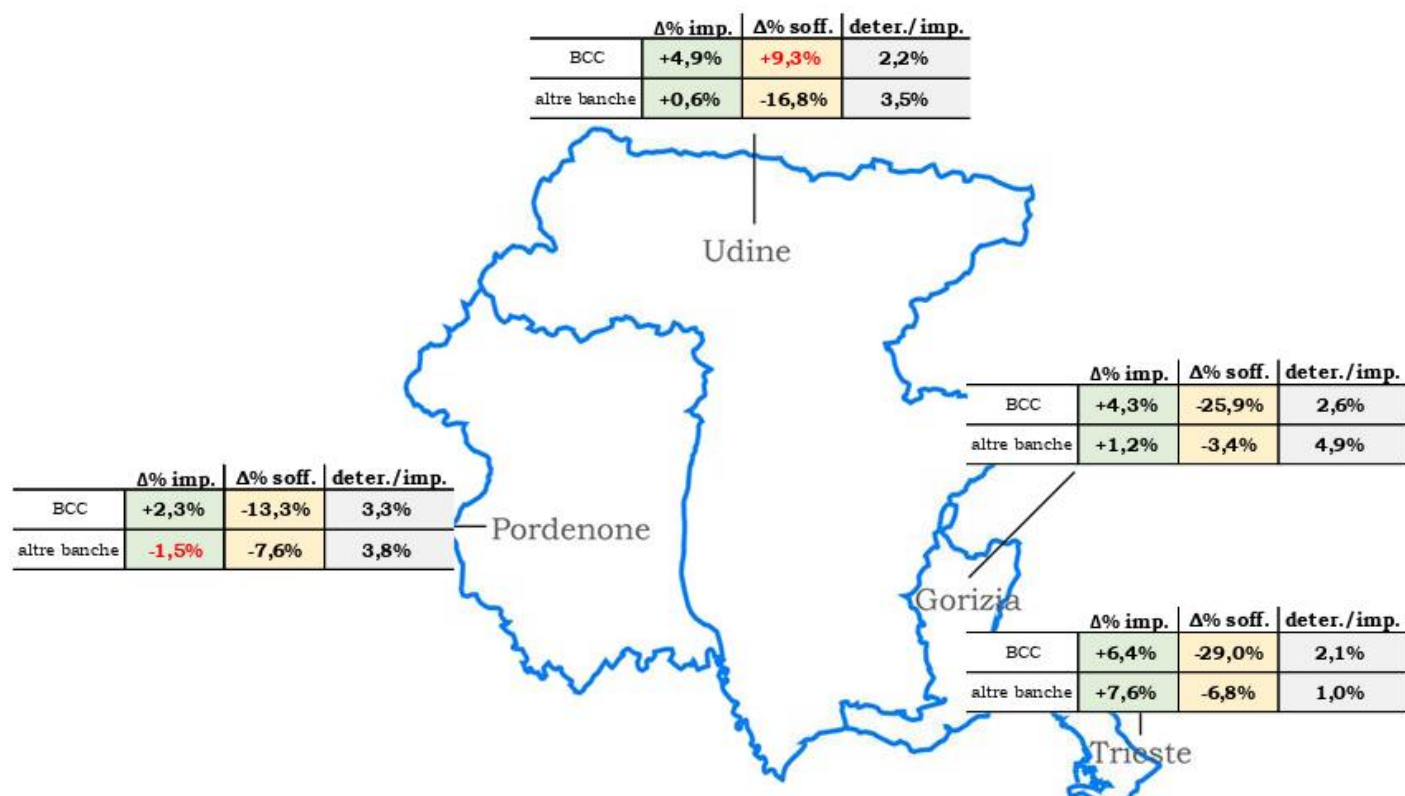 Δ% imp. Δ% soff. deter./imp.
BCC +4,9% +9,3% 2,2%
altre banche +0,6% -16,8% 3,5%
Udine
Δ% imp. Δ% soff. deter./imp.
BCC +4,3% -25,9% 2,6%
altre banche +1,2% -3,4% 4,9%
Δ% imp. Δ% soff. deter./imp.
BCC +2,3% -13,3% 3,3%
altre banche -1,5% -7,6% 3,8%
Pordenone
Gorizia
Δ% imp. Δ% soff. deter./imp.
BCC +6,4% -29,0% 2,1%
altre banche +7,6% -6,8% 1,0%
Trieste